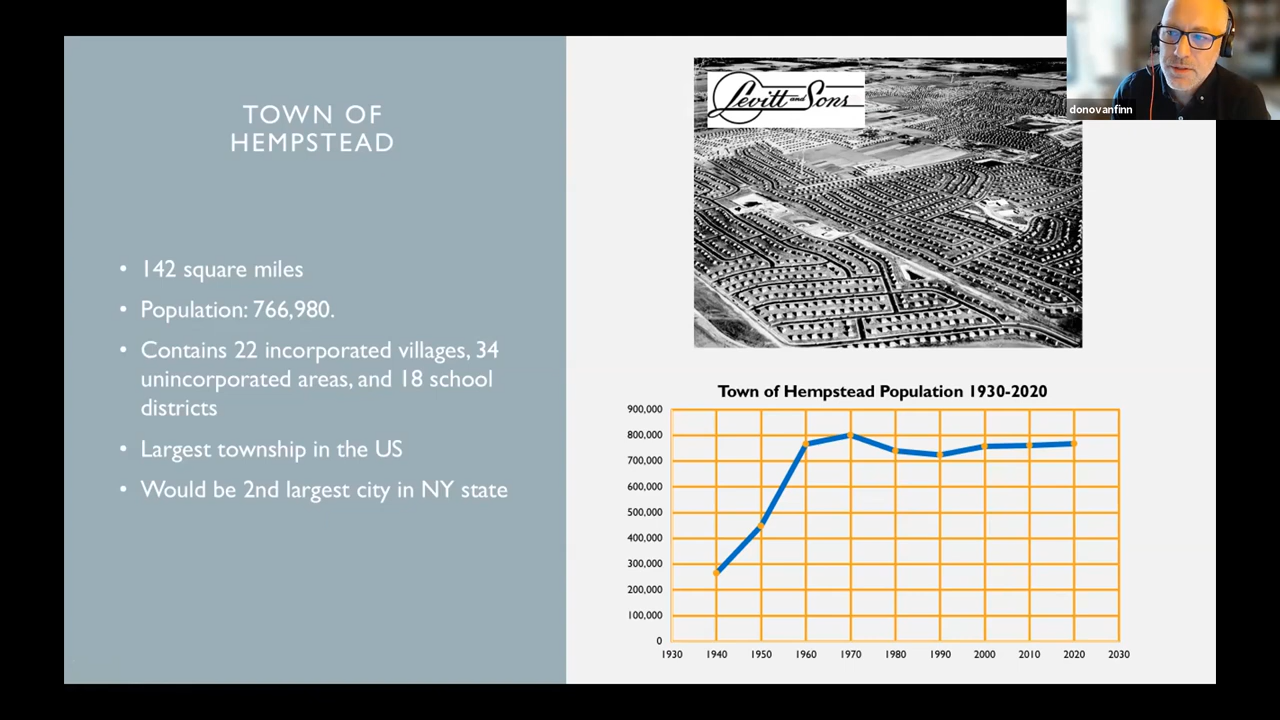 TOWN OF
HEMPSTEAD
• 142 square miles
• Population: 766,980.
• Contains 22 incorporated villages, 34
unincorporated areas, and 18 school
districts
• Largest township in the US
• Would be 2nd largest city in NY state
Levitt and Sons
donovanfinn
Town of Hempstead Population 1930-2020
900,000
800,000
700,000
600,000
500,000
400,000
300,000
200,000
100,000
0
1930 1940 1950 1960 1970 1980 1990 2000 2010 2020 2030